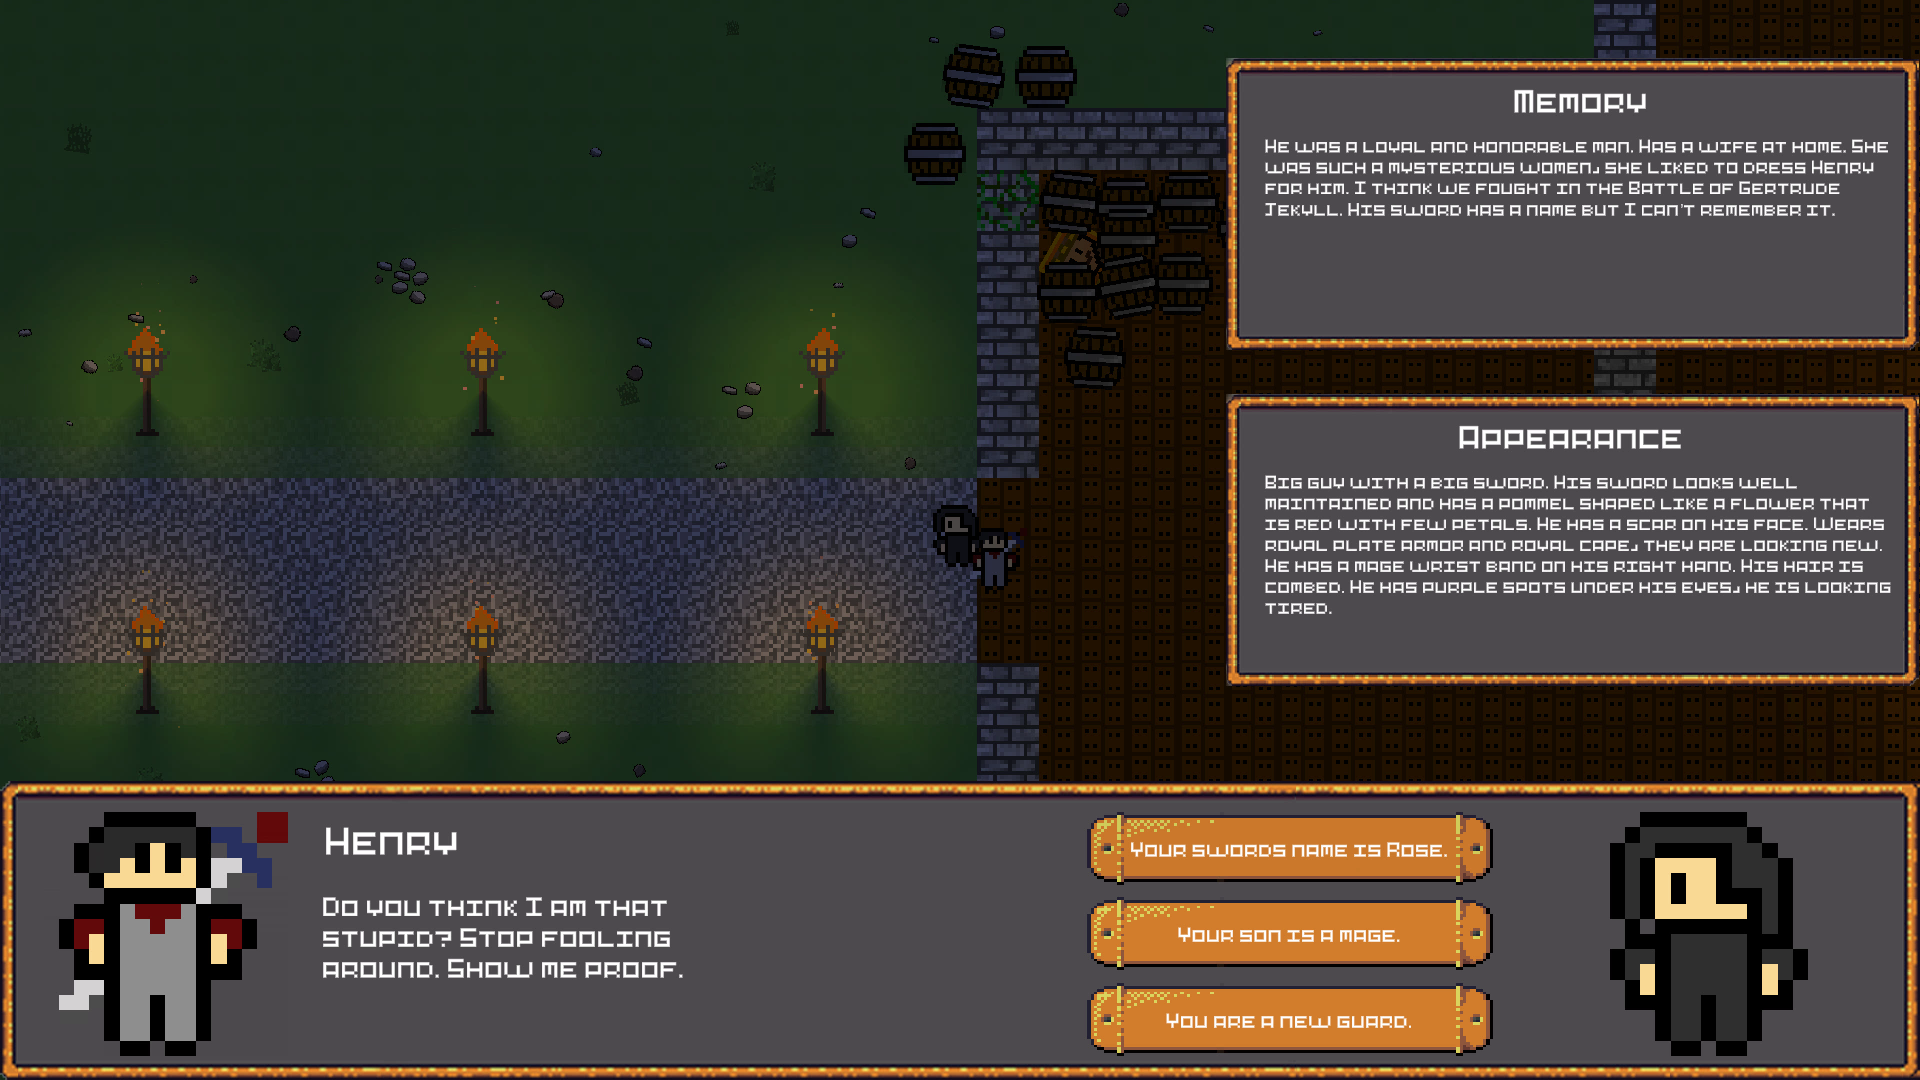 Memory
He was a loyal and honorable man. Has a wife at home. She
was such a mysterious women, she liked to dress Henry
for him. I think we fought in the Battle of Gertrude
Jekyll. His sword has a name but I can't remember it.
Appearance
Big guy with a big sword. His sword looks well
maintained and has a pommel shaped like a flower that
is red with few petals. He has a scar on his face. Wears
royal plate armor and royal cape, they are looking new.
He has a mage wrist band on his right hand. His hair is
combed. He has purple spots under his eyes, he is looking
tired.
Henry
Do you think I am that
stupid? Stop fooling
around. Show me proof.
Your swords name is Rose.
Your son is a mage.
You are a new guard.